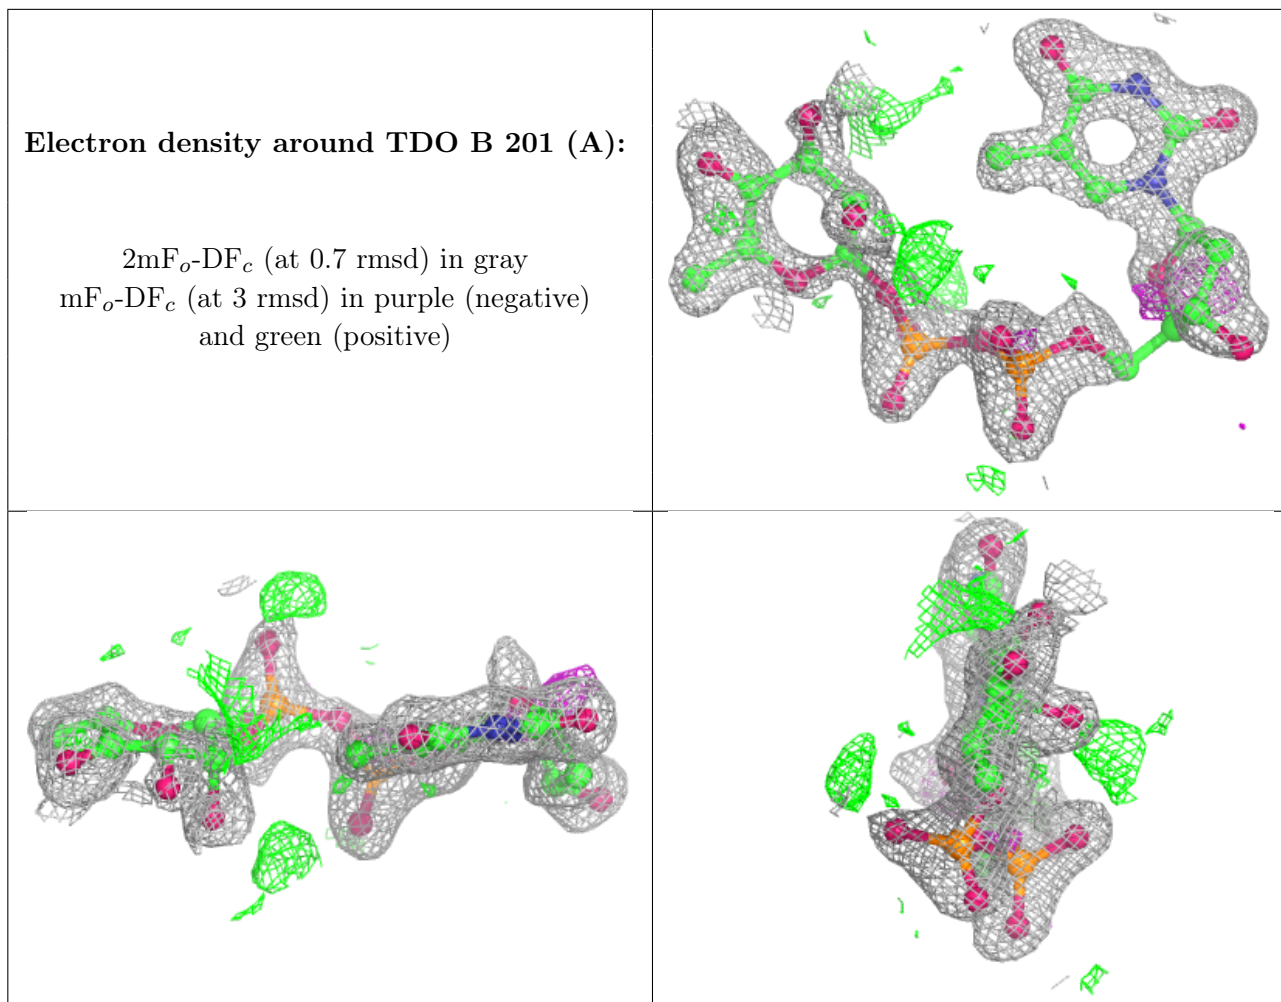 Electron density around TDO B 201 (A):
2mFo-DFc (at 0.7 rmsd) in gray
mFo-DFc (at 3 rmsd) in purple (negative)
and green (positive)